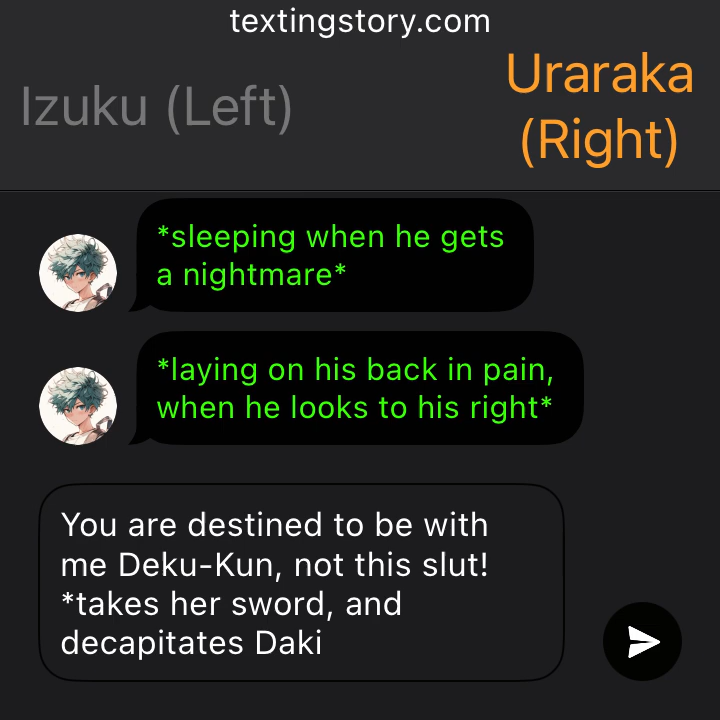 textingstory.com
Izuku (Left)
Uraraka
(Right)
*sleeping when he gets
a nightmare*
*laying on his back in pain,
when he looks to his right*
You are destined to be with
me Deku-Kun, not this slut!
*takes her sword, and
decapitates Daki